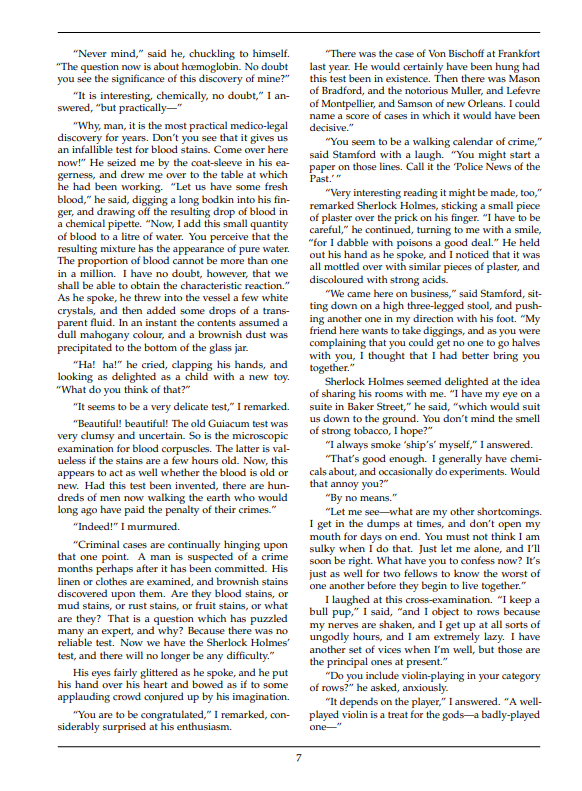 “Never mind,” said he, chuckling to himself.
“The question now is about hœmoglobin. No doubt
you see the significance of this discovery of mine?”
“It is interesting, chemically, no doubt,” I an-
swered, “but practically—”
“Why, man, it is the most practical medico-legal
discovery for years. Don’t you see that it gives us
an infallible test for blood stains. Come over here
now!” He seized me by the coat-sleeve in his ea-
gerness, and drew me over to the table at which
he had been working. “Let us have some fresh
blood,” he said, digging a long bodkin into his fin-
ger, and drawing off the resulting drop of blood in
a chemical pipette. “Now, I add this small quantity
of blood to a litre of water. You perceive that the
resulting mixture has the appearance of pure water.
The proportion of blood cannot be more than one
in a million. I have no doubt, however, that we
shall be able to obtain the characteristic reaction.”
As he spoke, he threw into the vessel a few white
crystals, and then added some drops of a trans-
parent fluid. In an instant the contents assumed a
dull mahogany colour, and a brownish dust was
precipitated to the bottom of the glass jar.
“Ha! ha!” he cried, clapping his hands, and
looking as delighted as a child with a new toy.
“What do you think of that?”
“It seems to be a very delicate test,” I remarked.
“Beautiful! beautiful! The old Guiacum test was
very clumsy and uncertain. So is the microscopic
examination for blood corpuscles. The latter is val-
ueless if the stains are a few hours old. Now, this
appears to act as well whether the blood is old or
new. Had this test been invented, there are hun-
dreds of men now walking the earth who would
long ago have paid the penalty of their crimes.”
“Indeed!” I murmured.
“Criminal cases are continually hinging upon
that one point. A man is suspected of a crime
months perhaps after it has been committed. His
linen or clothes are examined, and brownish stains
discovered upon them. Are they blood stains, or
mud stains, or rust stains, or fruit stains, or what
are they? That is a question which has puzzled
many an expert, and why? Because there was no
reliable test. Now we have the Sherlock Holmes’
test, and there will no longer be any difficulty.”
His eyes fairly glittered as he spoke, and he put
his hand over his heart and bowed as if to some
applauding crowd conjured up by his imagination.
“You are to be congratulated,” I remarked, con-
siderably surprised at his enthusiasm.
“There was the case of Von Bischoff at Frankfort
last year. He would certainly have been hung had
this test been in existence. Then there was Mason
of Bradford, and the notorious Muller, and Lefevre
of Montpellier, and Samson of new Orleans. I could
name a score of cases in which it would have been
decisive.”
“You seem to be a walking calendar of crime,”
said Stamford with a laugh. “You might start a
paper on those lines. Call it the ‘Police News of the
Past.’ ”
“Very interesting reading it might be made, too,”
remarked Sherlock Holmes, sticking a small piece
of plaster over the prick on his finger. “I have to be
careful,” he continued, turning to me with a smile,
“for I dabble with poisons a good deal.” He held
out his hand as he spoke, and I noticed that it was
all mottled over with similar pieces of plaster, and
discoloured with strong acids.
“We came here on business,” said Stamford, sit-
ting down on a high three-legged stool, and push-
ing another one in my direction with his foot. “My
friend here wants to take diggings, and as you were
complaining that you could get no one to go halves
with you, I thought that I had better bring you
together.”
Sherlock Holmes seemed delighted at the idea
of sharing his rooms with me. “I have my eye on a
suite in Baker Street,” he said, “which would suit
us down to the ground. You don’t mind the smell
of strong tobacco, I hope?”
“I always smoke ‘ship’s’ myself,” I answered.
“That’s good enough. I generally have chemi-
cals about, and occasionally do experiments. Would
that annoy you?”
“By no means.”
“Let me see—what are my other shortcomings.
I get in the dumps at times, and don’t open my
mouth for days on end. You must not think I am
sulky when I do that. Just let me alone, and I’ll
soon be right. What have you to confess now? It’s
just as well for two fellows to know the worst of
one another before they begin to live together.”
I laughed at this cross-examination. “I keep a
bull pup,” I said, “and I object to rows because
my nerves are shaken, and I get up at all sorts of
ungodly hours, and I am extremely lazy. I have
another set of vices when I’m well, but those are
the principal ones at present.”
“Do you include violin-playing in your category
of rows?” he asked, anxiously.
“It depends on the player,” I answered. “A well-
played violin is a treat for the gods—a badly-played
one—”
7